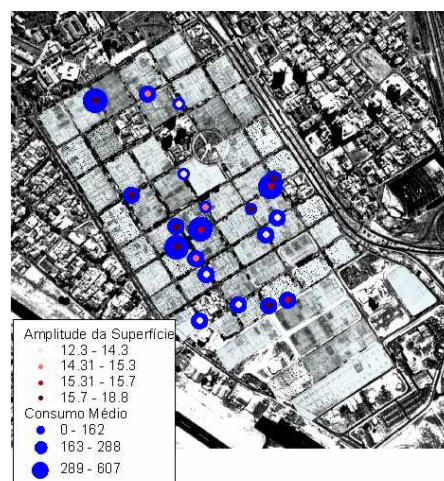 Amplitude da Superfície
12.3 - 14.3
14.31 - 15.3
15.31 - 15.7
15.7 - 18.8
Consumo Médio
0 - 162
163 - 288
289 - 607